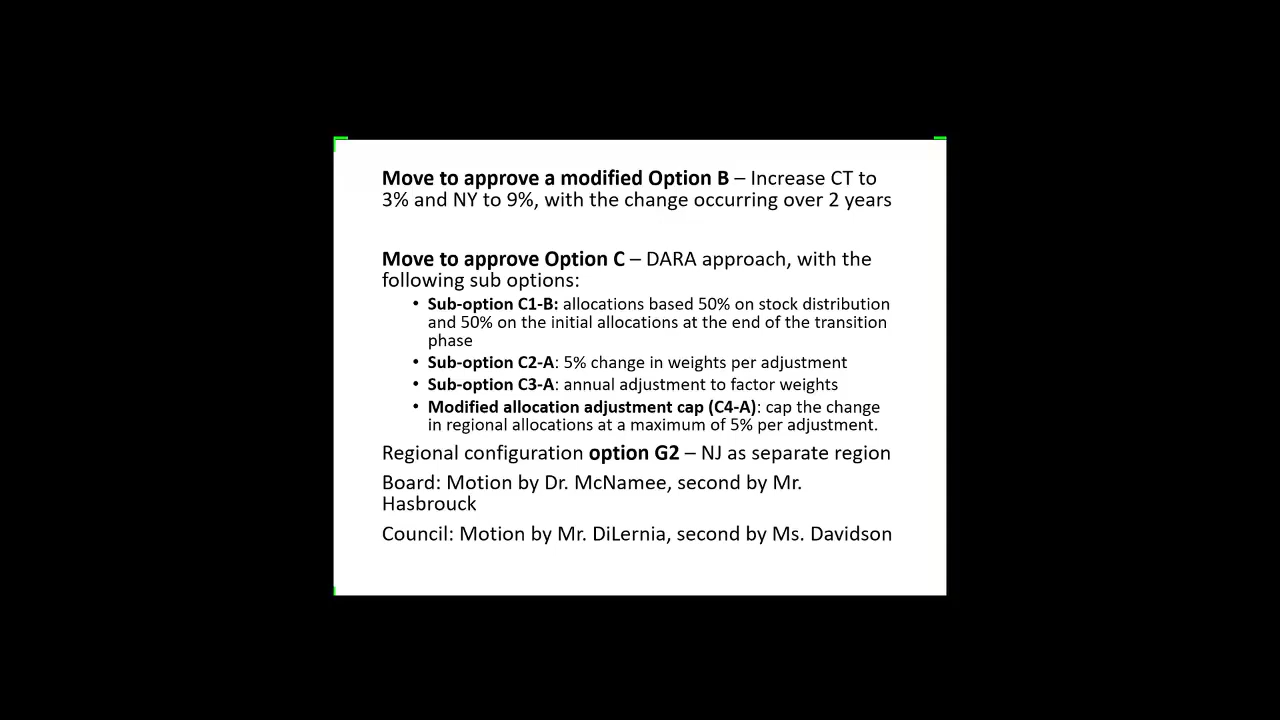 Move to approve a modified Option B – Increase CT to
3% and NY to 9%, with the change occurring over 2 years
Move to approve Option C – DARA approach, with the
following sub options:
• Sub-option C1-B: allocations based 50% on stock distribution
and 50% on the initial allocations at the end of the transition
phase
• Sub-option C2-A: 5% change in weights per adjustment
• Sub-option C3-A: annual adjustment to factor weights
• Modified allocation adjustment cap (C4-A): cap the change
in regional allocations at a maximum of 5% per adjustment.
Regional configuration option G2 – NJ as separate region
Board: Motion by Dr. McNamee, second by Mr.
Hasbrouck
Council: Motion by Mr. DiLernia, second by Ms. Davidson